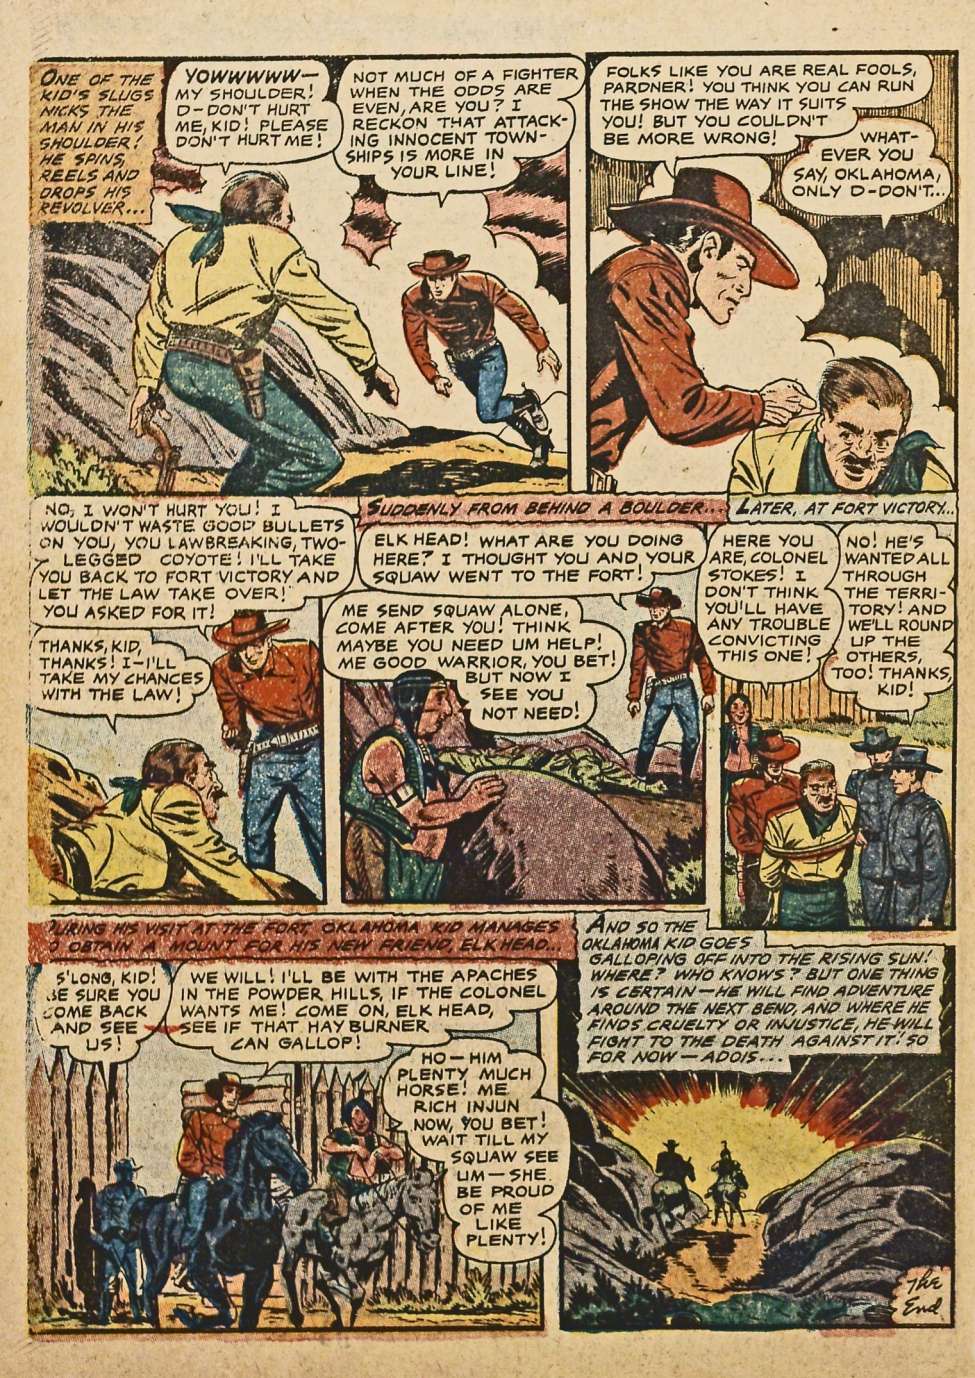 ONE OF THE
KID'S SLUGS
NICKS THE
MAN IN HIS
SHOULDER!
HE SPINS,
REELS AND
DROPS HIS
REVOLVER...
YOWWWWW—
MY SHOULDER!
D-DON'T HURT
ME, KID! PLEASE
DON'T HURT ME!
NOT MUCH OF A FIGHTER
WHEN THE ODDS ARE
EVEN, ARE YOU? I
RECKON THAT ATTACK-
ING INNOCENT TOWN-
SHIPS IS MORE IN
YOUR LINE!
FOLKS LIKE YOU ARE REAL FOOLS,
PARDNER! YOU THINK YOU CAN RUN
THE SHOW THE WAY IT SUITS
YOU! BUT YOU COULDN'T
BE MORE WRONG!
WHAT-
EVER YOU
SAY, OKLAHOMA,
ONLY D-DON'T...
NO, I WON'T HURT YOU! I
WOULDN'T WASTE GOOD BULLETS
ON YOU, YOU LAWBREAKING, TWO-
LEGGED COYOTE! I'LL TAKE
YOU BACK TO FORT VICTORY AND
LET THE LAW TAKE OVER!
YOU ASKED FOR IT!
THANKS, KID,
THANKS! I-I'LL
TAKE MY CHANCES
WITH THE LAW!
SUDDENLY FROM BEHIND A BOULDER...
ELK HEAD! WHAT ARE YOU DOING
HERE? I THOUGHT YOU AND YOUR
SQUAW WENT TO THE FORT!
ME SEND SQUAW ALONE,
COME AFTER YOU! THINK
MAYBE YOU NEED UM HELP!
ME GOOD WARRIOR, YOU BET!
BUT NOW I
SEE YOU
NOT NEED!
LATER, AT FORT VICTORY...
HERE YOU
ARE, COLONEL
STOKES! I
DON'T THINK
YOU'LL HAVE
ANY TROUBLE
CONVICTING
THIS ONE!
NO! HE'S
WANTED ALL
THROUGH
THE TERRI-
TORY! AND
WE'LL ROUND
UP THE
OTHERS,
TOO! THANKS,
KID!
DURING HIS VISIT AT THE FORT, OKLAHOMA KID MANAGES
TO OBTAIN A MOUNT FOR HIS NEW FRIEND, ELK HEAD...
S'LONG, KID!
BE SURE YOU
COME BACK
AND SEE
US!
WE WILL! I'LL BE WITH THE APACHES
IN THE POWDER HILLS, IF THE COLONEL
WANTS ME! COME ON, ELK HEAD,
SEE IF THAT HAY BURNER
CAN GALLOP!
HO—HIM
PLENTY MUCH
HORSE! ME
RICH INJUN
NOW, YOU BET!
WAIT TILL MY
SQUAW SEE
UM—SHE
BE PROUD
OF ME
LIKE
PLENTY!
AND SO THE
OKLAHOMA KID GOES
GALLOPING OFF INTO THE RISING SUN!
WHERE? WHO KNOWS? BUT ONE THING
IS CERTAIN—HE WILL FIND ADVENTURE
AROUND THE NEXT BEND, AND WHERE HE
FINDS CRUELTY OR INJUSTICE, HE WILL
FIGHT TO THE DEATH AGAINST IT! SO
FOR NOW—ADOIS...
The
End